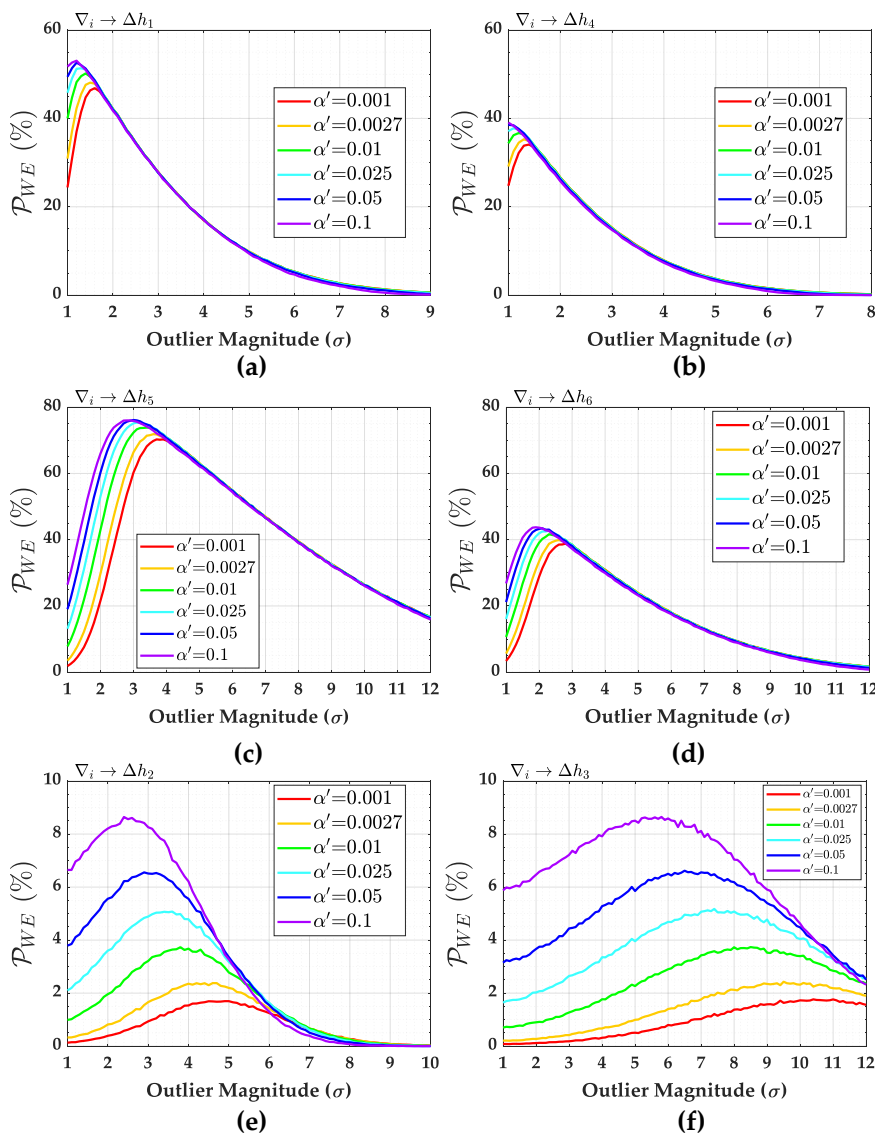 ∇i → Δh1
60
40
20
0
𝒫WE (%)
α′=0.001
α′=0.0027
α′=0.01
α′=0.025
α′=0.05
α′=0.1
1 2 3 4 5 6 7 8 9
Outlier Magnitude (σ)
(a)
∇i → Δh4
60
40
20
0
𝒫WE (%)
α′=0.001
α′=0.0027
α′=0.01
α′=0.025
α′=0.05
α′=0.1
1 2 3 4 5 6 7 8
Outlier Magnitude (σ)
(b)
∇i → Δh5
80
60
40
20
0
𝒫WE (%)
α′=0.001
α′=0.0027
α′=0.01
α′=0.025
α′=0.05
α′=0.1
1 2 3 4 5 6 7 8 9 10 11 12
Outlier Magnitude (σ)
(c)
∇i → Δh6
80
60
40
20
0
𝒫WE (%)
α′=0.001
α′=0.0027
α′=0.01
α′=0.025
α′=0.05
α′=0.1
1 2 3 4 5 6 7 8 9 10 11 12
Outlier Magnitude (σ)
(d)
∇i → Δh2
10
8
6
4
2
0
𝒫WE (%)
α′=0.001
α′=0.0027
α′=0.01
α′=0.025
α′=0.05
α′=0.1
1 2 3 4 5 6 7 8 9 10
Outlier Magnitude (σ)
(e)
∇i → Δh3
10
8
6
4
2
0
𝒫WE (%)
α′=0.001
α′=0.0027
α′=0.01
α′=0.025
α′=0.05
α′=0.1
1 2 3 4 5 6 7 8 9 10 11 12
Outlier Magnitude (σ)
(f)